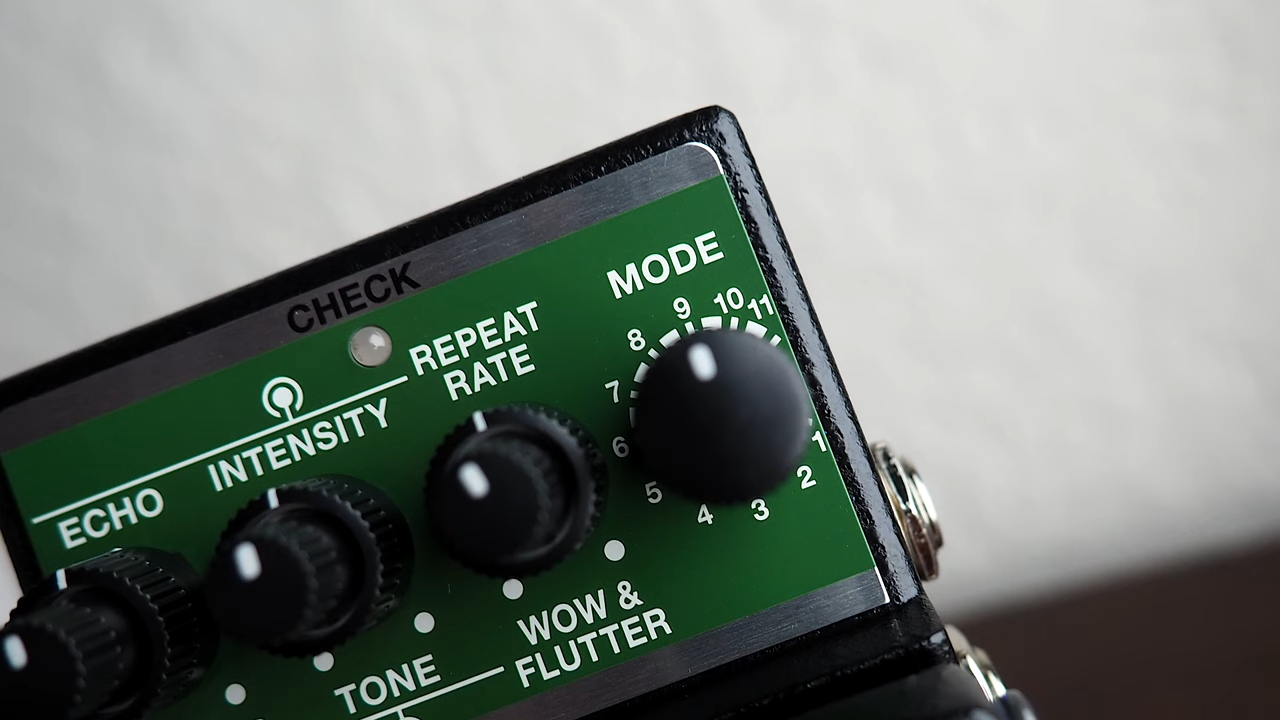 CHECK
MODE
REPEAT
RATE
INTENSITY
ECHO
1
2
3
4
5
6
7
8
9
10
11
WOW &
FLUTTER
TONE